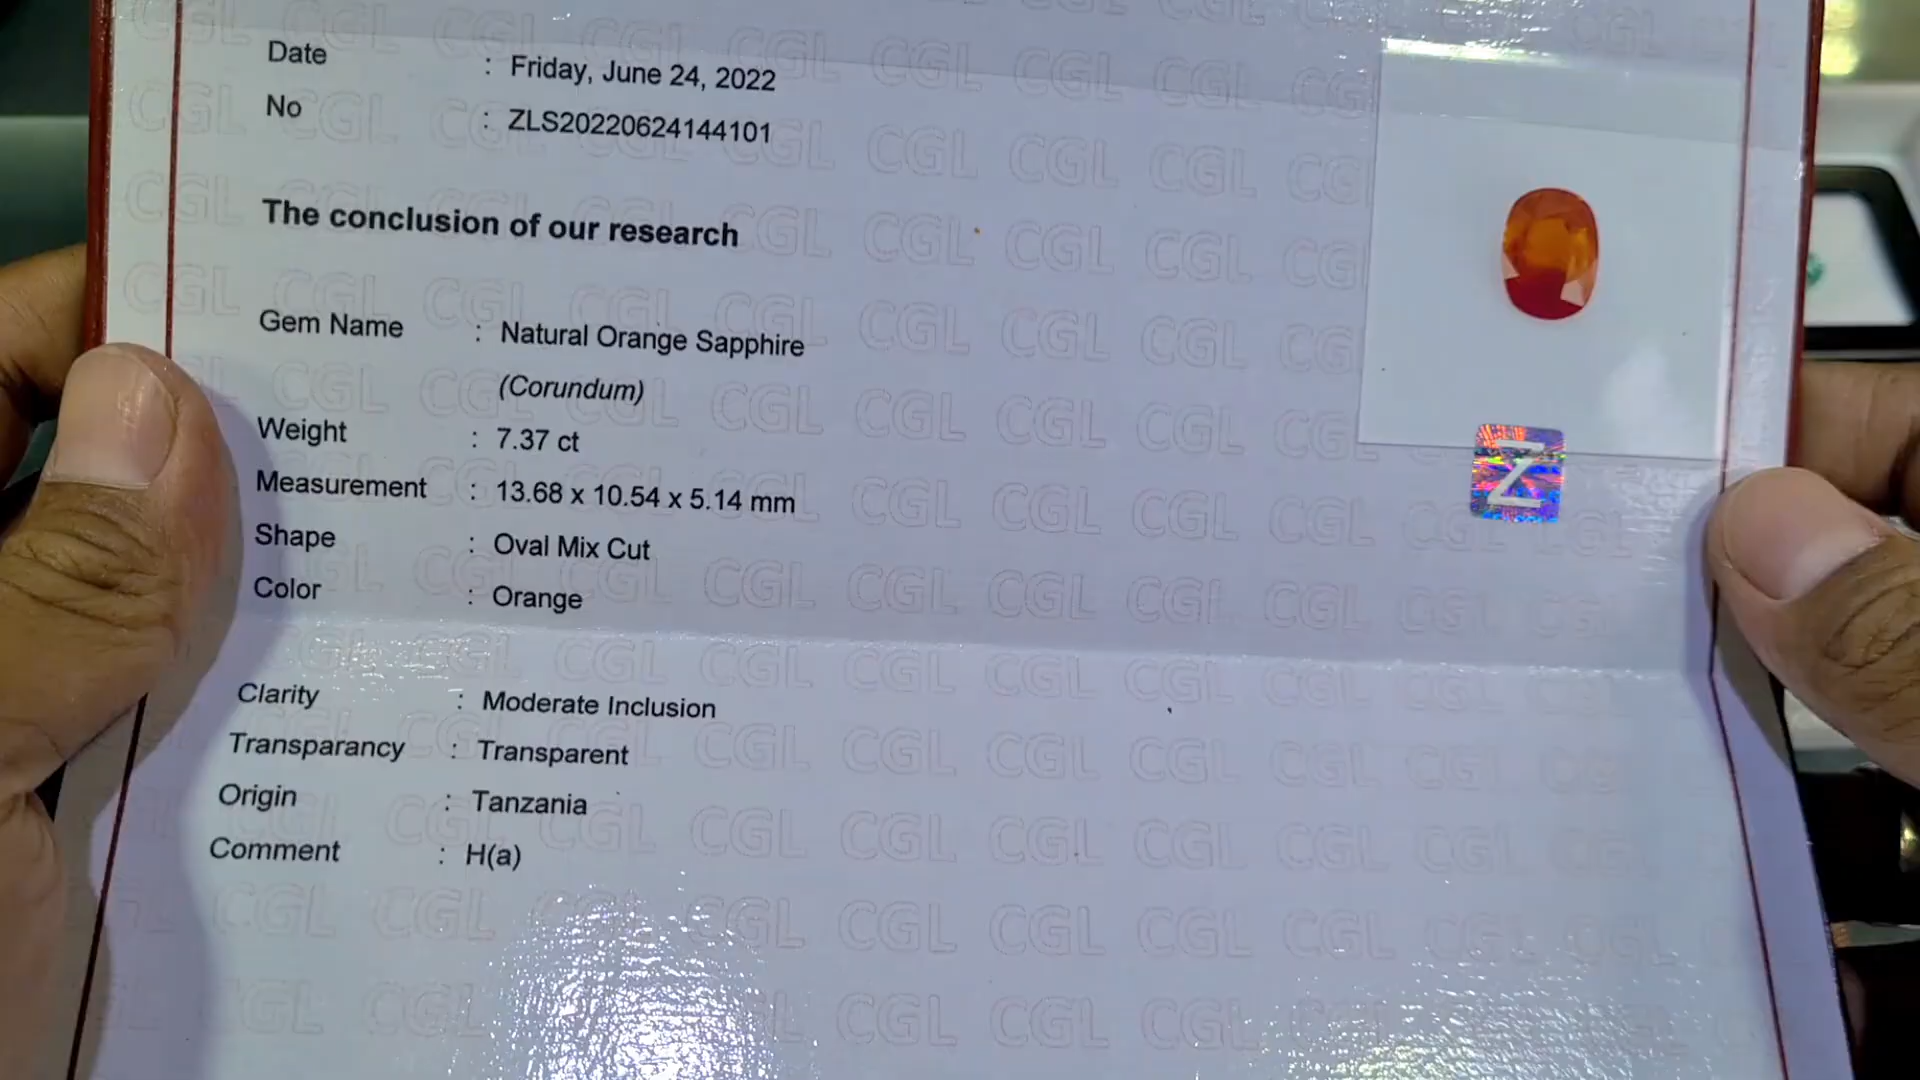 Date : Friday, June 24, 2022
No : ZLS20220624144101
The conclusion of our research
Gem Name : Natural Orange Sapphire
(Corundum)
Weight : 7.37 ct
Z
Measurement : 13.68 x 10.54 x 5.14 mm
Shape : Oval Mix Cut
Color : Orange
Clarity : Moderate Inclusion
Transparancy : Transparent
Origin : Tanzania
Comment : H(a)
CGL